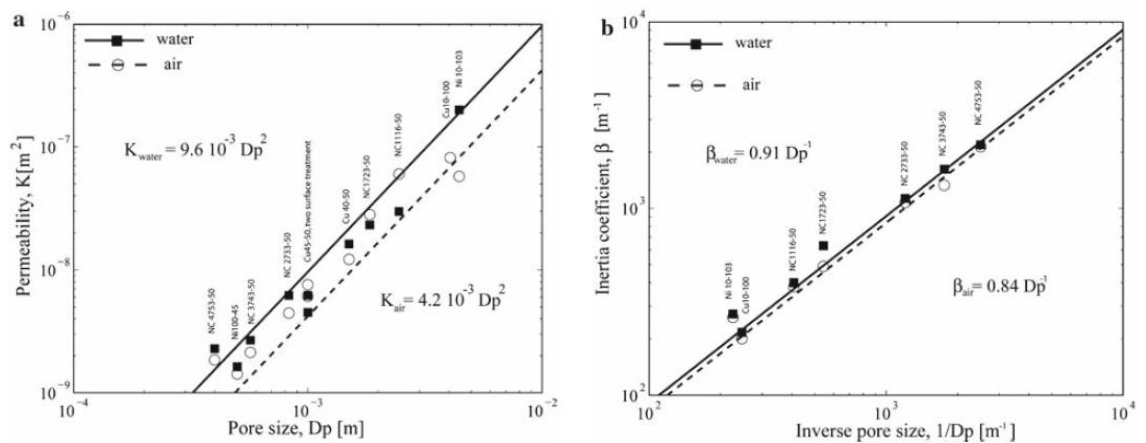 a
10^-6
water
air
Ni 10-103
Cu10-100
10^-7
NC1116-50
K_water = 9.6 10^-3 Dp^2
NC1723-50
Cu 40-50
Cu45-50, two surface treatment
Permeability, K[m^2]
10^-8
NC 2733-50
NC 3743-50
Ni100-45
NC 4753-50
K_air = 4.2 10^-3 Dp^2
10^-9
10^-4
10^-3
10^-2
Pore size, Dp [m]
b
10^4
water
air
NC 4753-50
NC 3743-50
NC 2733-50
β_water = 0.91 Dp^-1
Inertia coefficient, β [m^-1]
10^3
NC1723-50
NC1116-50
Ni 10-103
Cu10-100
β_air = 0.84 Dp^-1
10^2
10^2
10^3
10^4
Inverse pore size, 1/Dp [m^-1]